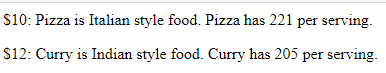 $10: Pizza is Italian style food. Pizza has 221 per serving.
$12: Curry is Indian style food. Curry has 205 per serving.